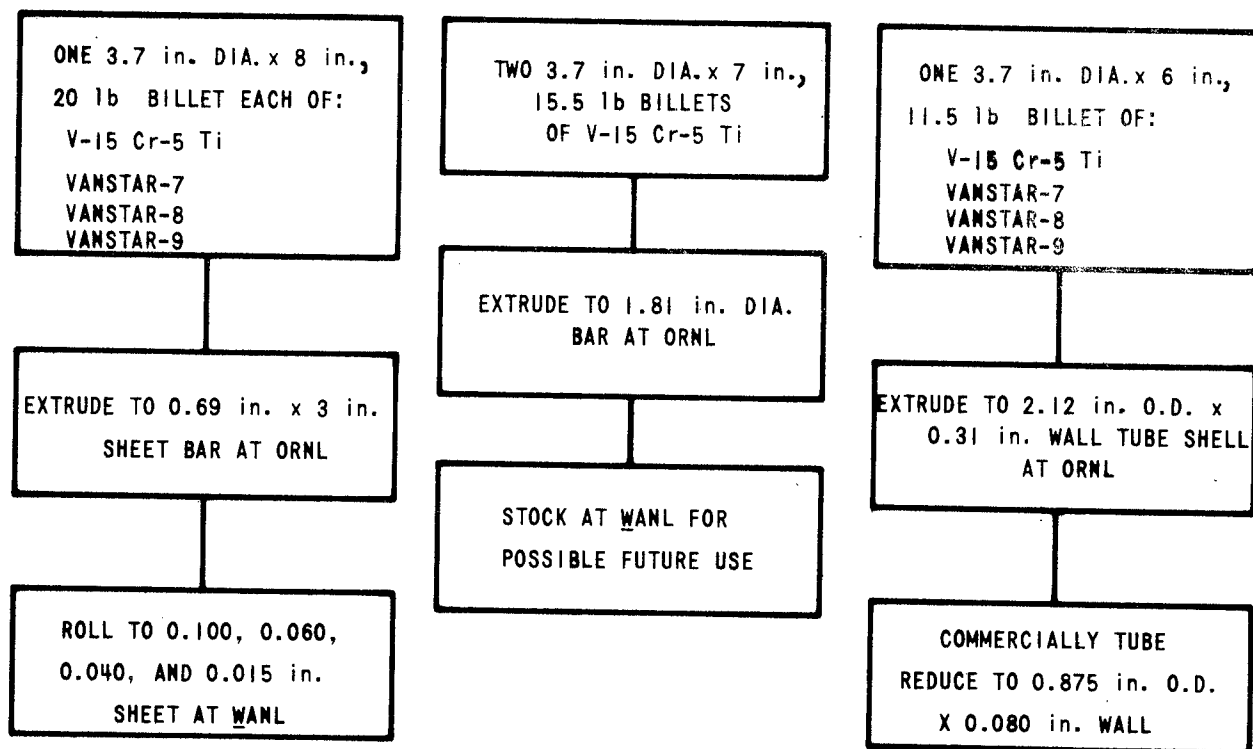 ONE 3.7 in. DIA. x 8 in.,
20 lb BILLET EACH OF:
V-15 Cr-5 Ti
VANSTAR-7
VANSTAR-8
VANSTAR-9
EXTRUDE TO 0.69 in. x 3 in.
SHEET BAR AT ORNL
ROLL TO 0.100, 0.060,
0.040, AND 0.015 in.
SHEET AT WANL
TWO 3.7 in. DIA. x 7 in.,
15.5 lb BILLETS
OF V-15 Cr-5 Ti
EXTRUDE TO 1.81 in. DIA.
BAR AT ORNL
STOCK AT WANL FOR
POSSIBLE FUTURE USE
ONE 3.7 in. DIA. x 6 in.,
11.5 lb BILLET OF:
V-15 Cr-5 Ti
VANSTAR-7
VANSTAR-8
VANSTAR-9
EXTRUDE TO 2.12 in. O.D. x
0.31 in. WALL TUBE SHELL
AT ORNL
COMMERCIALLY TUBE
REDUCE TO 0.875 in. O.D.
X 0.080 in. WALL